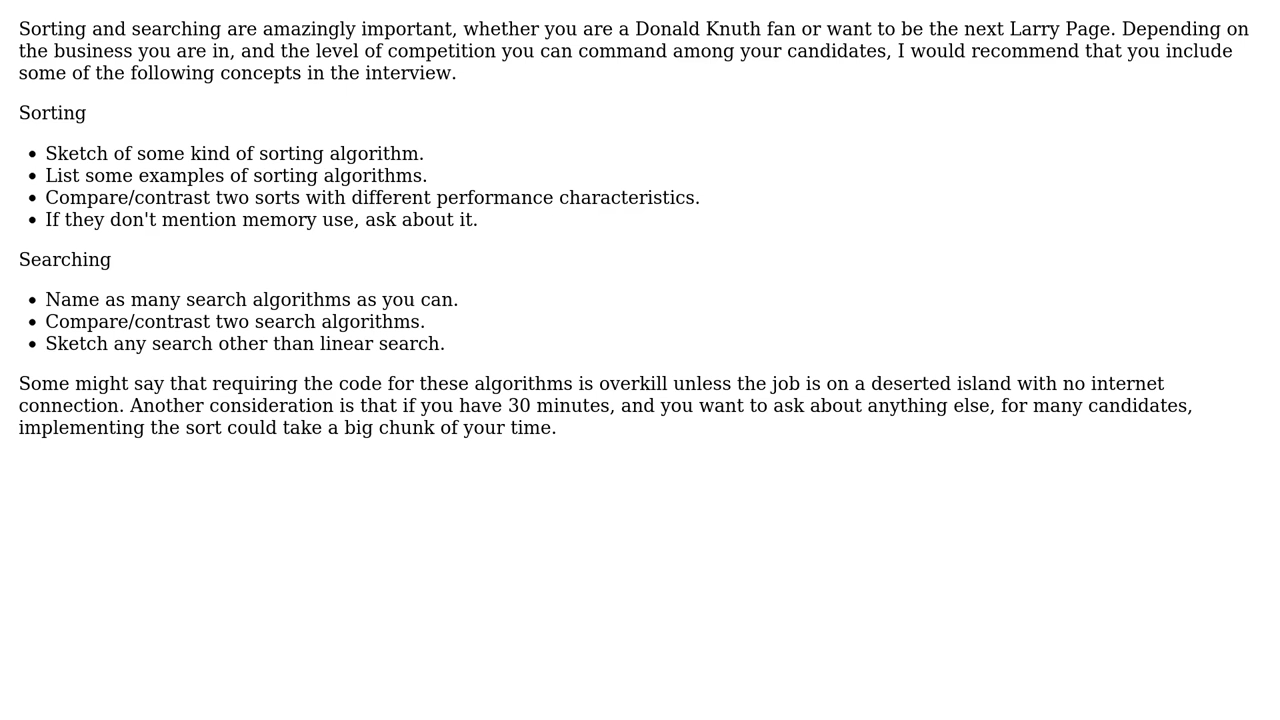 Sorting and searching are amazingly important, whether you are a Donald Knuth fan or want to be the next Larry Page. Depending on
the business you are in, and the level of competition you can command among your candidates, I would recommend that you include
some of the following concepts in the interview.
Sorting
• Sketch of some kind of sorting algorithm.
• List some examples of sorting algorithms.
• Compare/contrast two sorts with different performance characteristics.
• If they don't mention memory use, ask about it.
Searching
• Name as many search algorithms as you can.
• Compare/contrast two search algorithms.
• Sketch any search other than linear search.
Some might say that requiring the code for these algorithms is overkill unless the job is on a deserted island with no internet
connection. Another consideration is that if you have 30 minutes, and you want to ask about anything else, for many candidates,
implementing the sort could take a big chunk of your time.